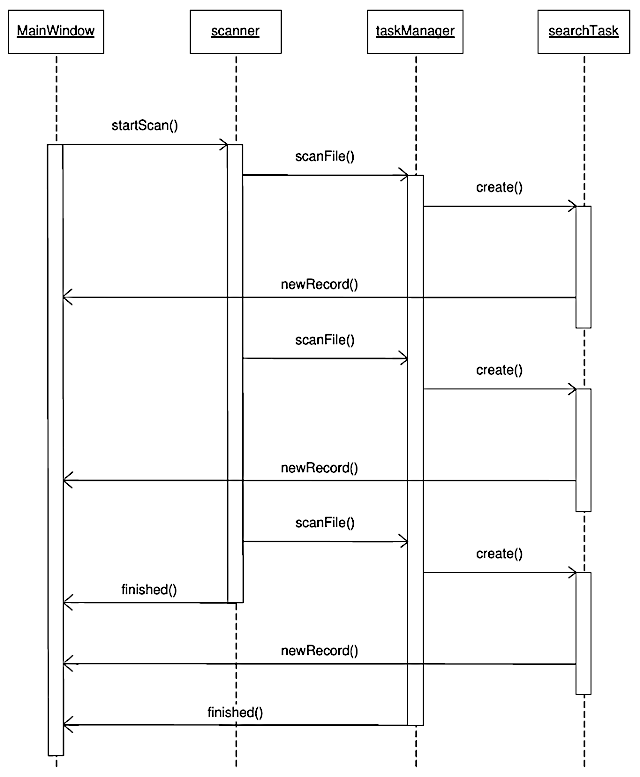 MainWindow
scanner
taskManager
searchTask
startScan()
scanFile()
create()
newRecord()
scanFile()
create()
newRecord()
scanFile()
create()
finished()
newRecord()
finished()